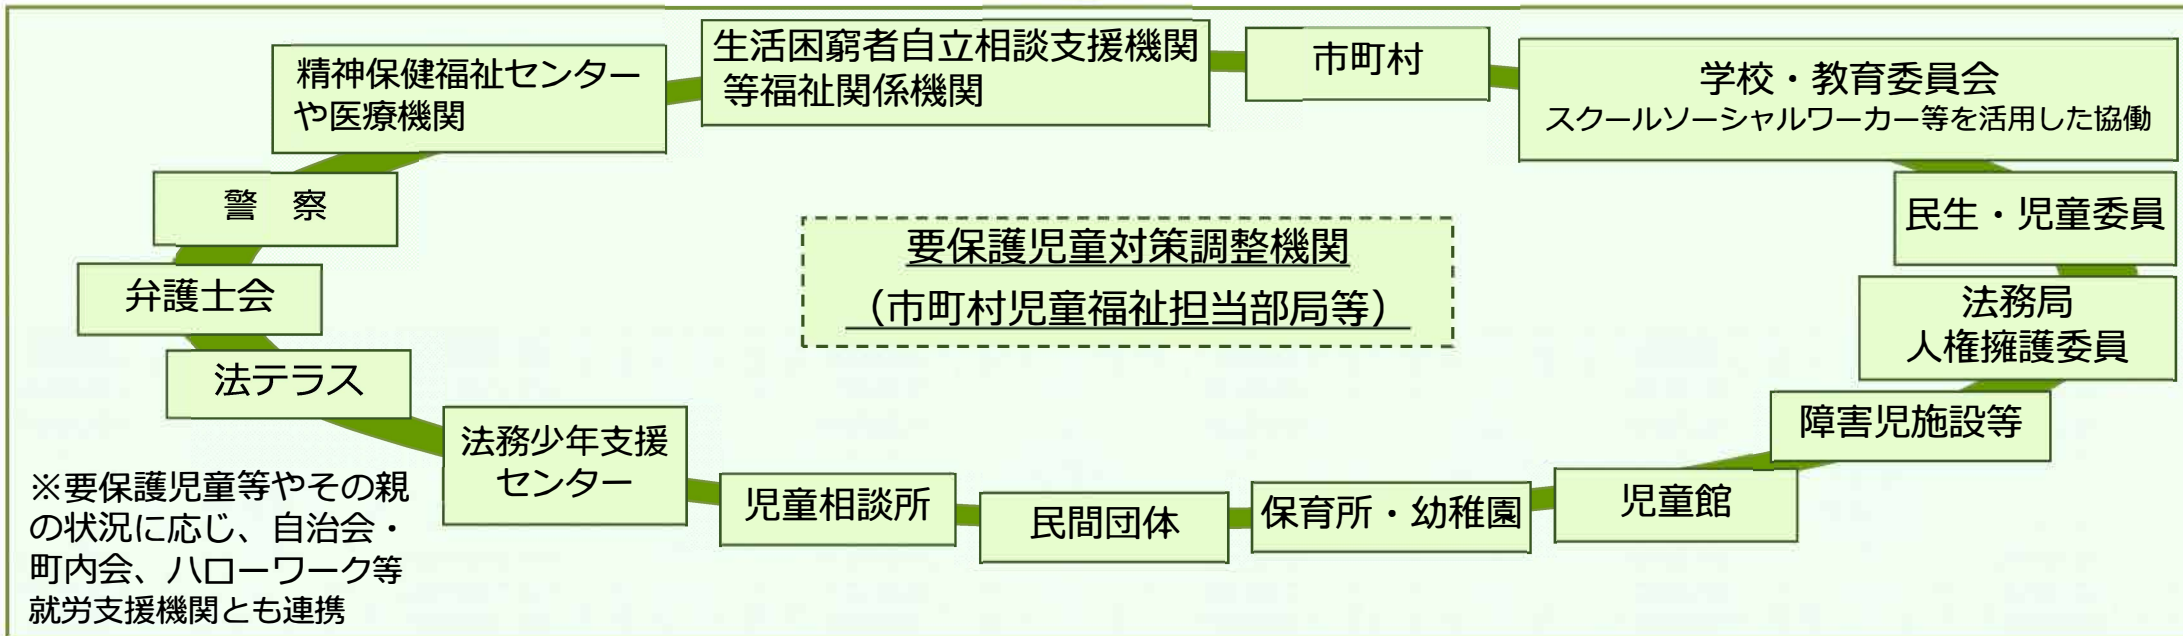 精神保健福祉センター
や医療機関
生活困窮者自立相談支援機関
等福祉関係機関
市町村
学校・教育委員会
スクールソーシャルワーカー等を活用した協働
警　察
民生・児童委員
要保護児童対策調整機関
（市町村児童福祉担当部局等）
弁護士会
法務局
人権擁護委員
法テラス
障害児施設等
法務少年支援
センター
児童相談所
民間団体
保育所・幼稚園
児童館
※要保護児童等やその親
の状況に応じ、自治会・
町内会、ハローワーク等
就労支援機関とも連携